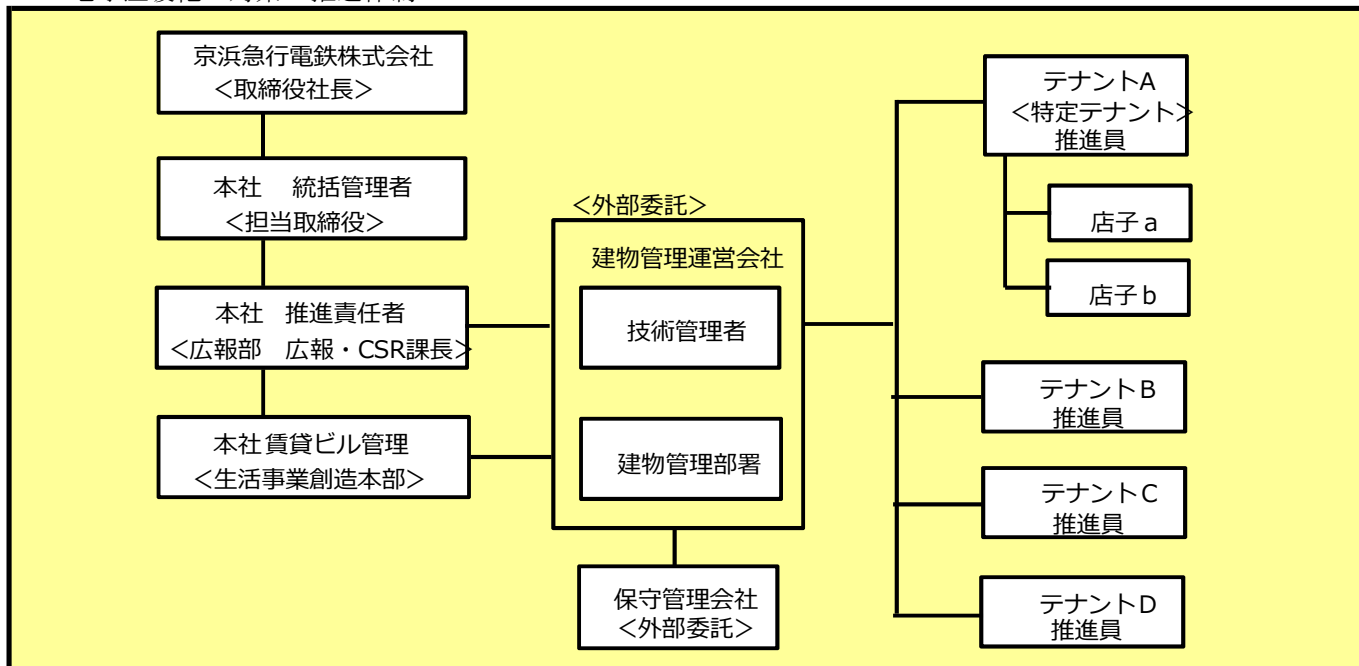 京浜急行電鉄株式会社
＜取締役社長＞
本社　統括管理者
＜担当取締役＞
本社　推進責任者
＜広報部　広報・CSR課長＞
本社賃貸ビル管理
＜生活事業創造本部＞
＜外部委託＞
建物管理運営会社
技術管理者
建物管理部署
保守管理会社
＜外部委託＞
テナントA
＜特定テナント＞
推進員
店子a
店子b
テナントB
推進員
テナントC
推進員
テナントD
推進員